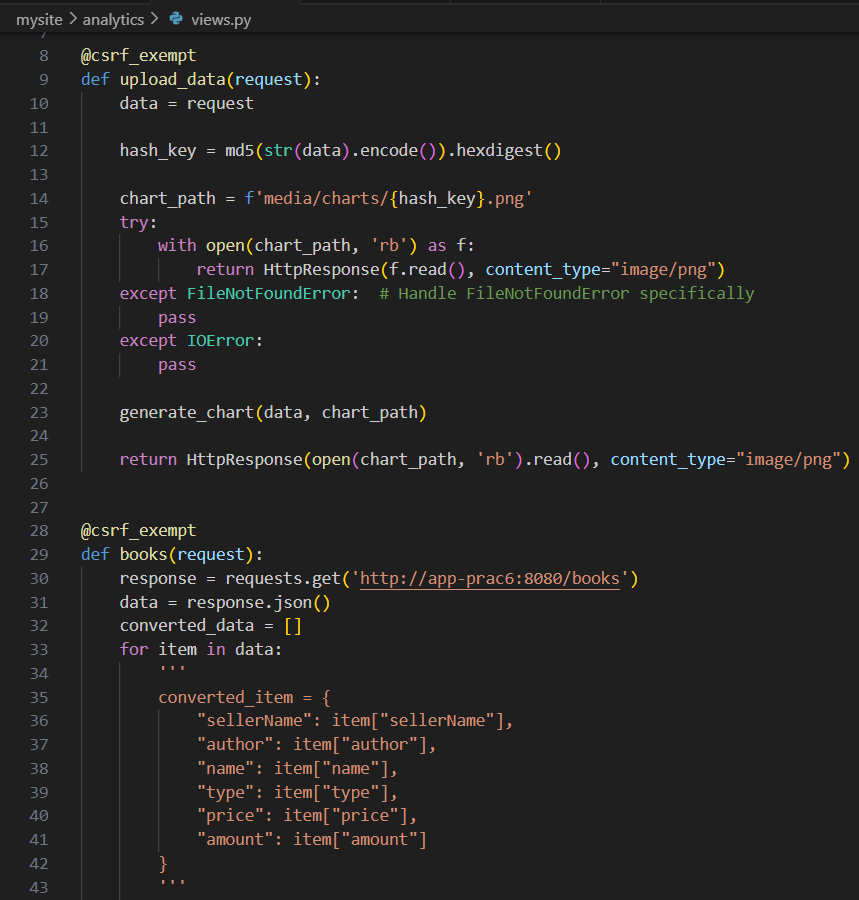 mysite > analytics > views.py
7
8 @csrf_exempt
9 def upload_data(request):
10     data = request
11
12     hash_key = md5(str(data).encode()).hexdigest()
13
14     chart_path = f'media/charts/{hash_key}.png'
15     try:
16         with open(chart_path, 'rb') as f:
17             return HttpResponse(f.read(), content_type="image/png")
18     except FileNotFoundError:  # Handle FileNotFoundError specifically
19         pass
20     except IOError:
21         pass
22
23     generate_chart(data, chart_path)
24
25     return HttpResponse(open(chart_path, 'rb').read(), content_type="image/png")
26
27
28 @csrf_exempt
29 def books(request):
30     response = requests.get('http://app-prac6:8080/books')
31     data = response.json()
32     converted_data = []
33     for item in data:
34         '''
35         converted_item = {
36             "sellerName": item["sellerName"],
37             "author": item["author"],
38             "name": item["name"],
39             "type": item["type"],
40             "price": item["price"],
41             "amount": item["amount"]
42         }
43         '''